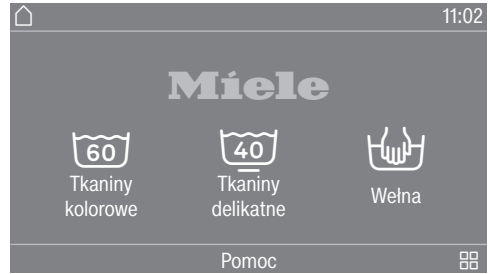 11:02
Miele
60
40
Tkaniny
kolorowe
Tkaniny
delikatne
Wełna
Pomoc